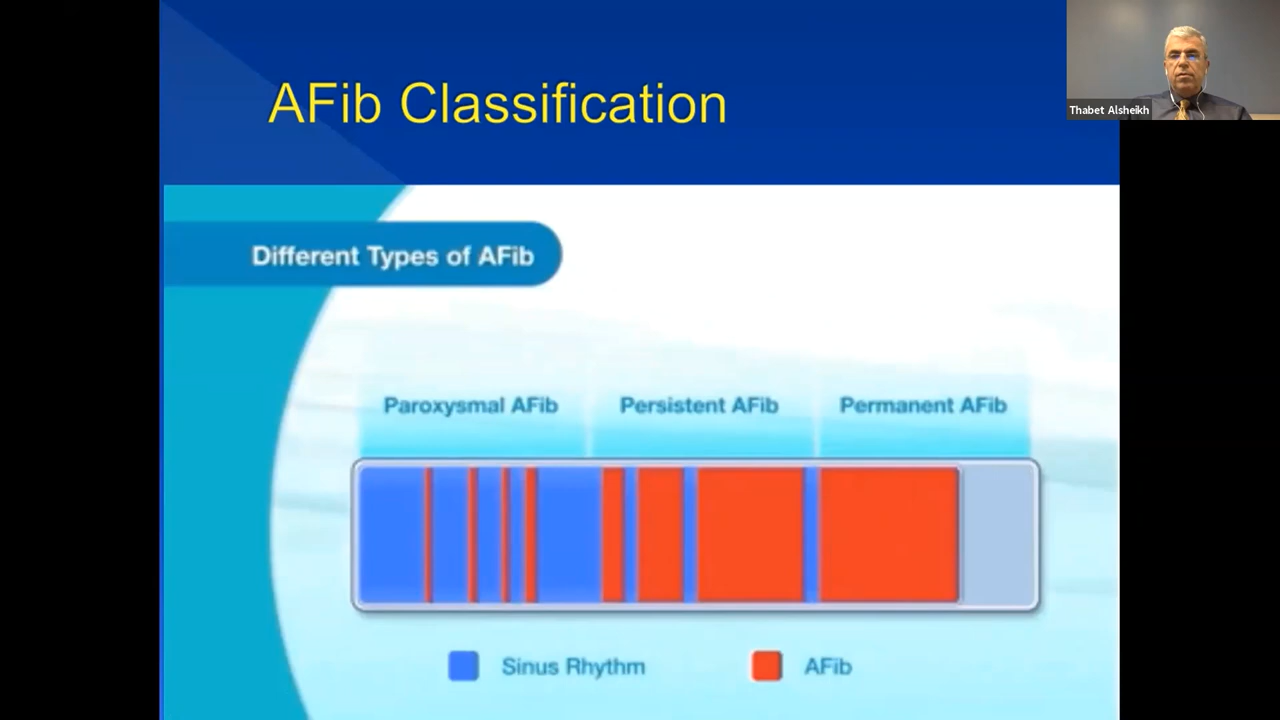 AFib Classification
Thabet Alsheikh
Different Types of AFib
Paroxysmal AFib
Persistent AFib
Permanent AFib
Sinus Rhythm
AFib